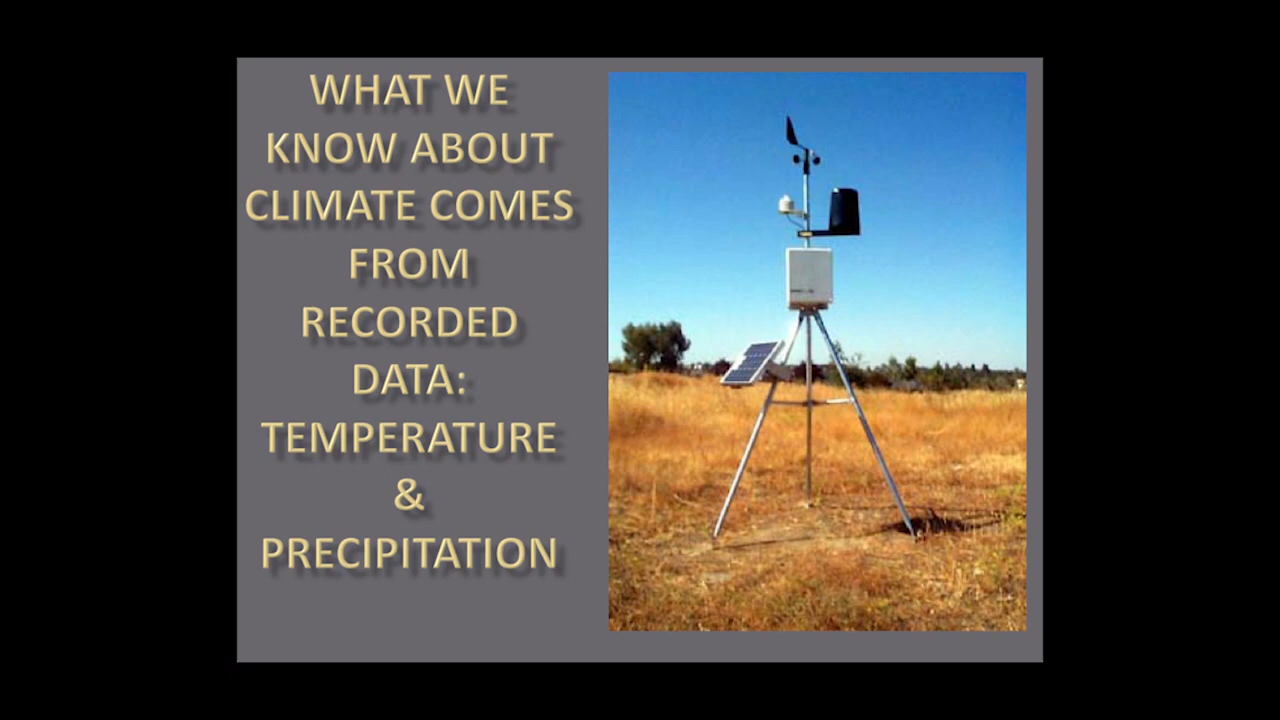 WHAT WE
KNOW ABOUT
CLIMATE COMES
FROM
RECORDED
DATA:
TEMPERATURE
&
PRECIPITATION